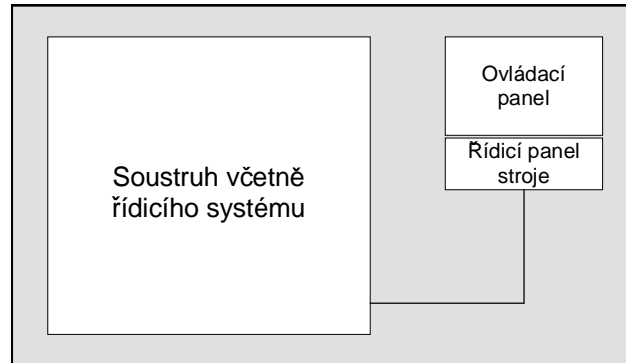 Soustruh včetně
řídicího systému
Ovládací
panel
Řídicí panel
stroje